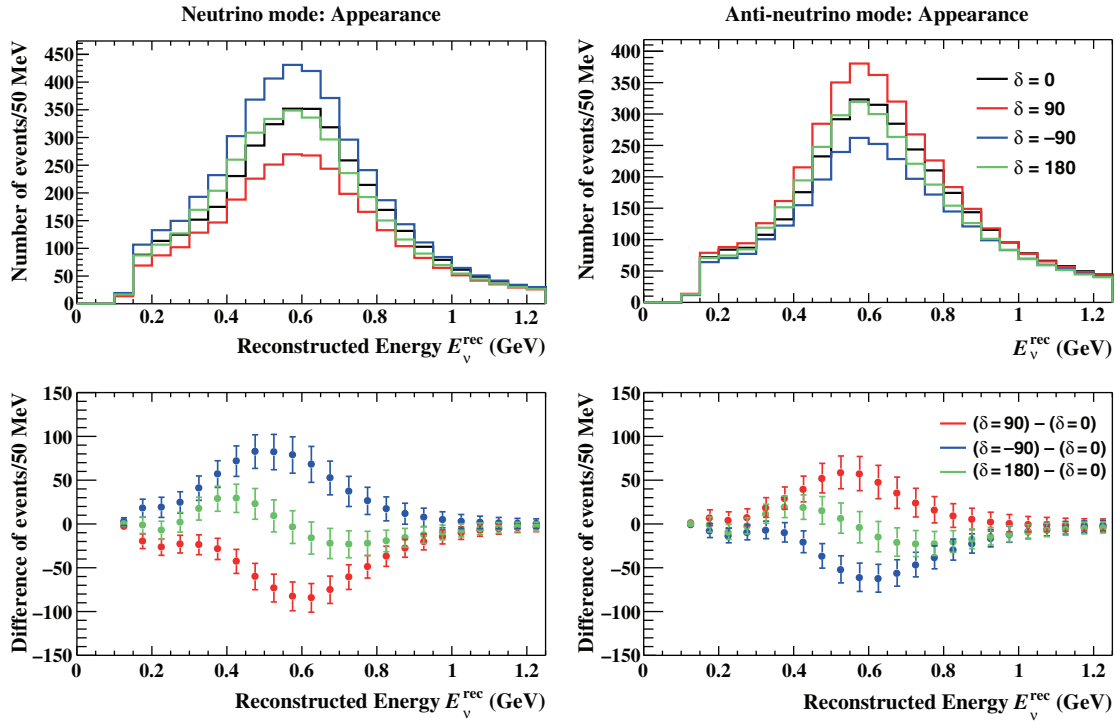 Neutrino mode: Appearance
Number of events/50 MeV
450
400
350
300
250
200
150
100
50
0
0 0.2 0.4 0.6 0.8 1 1.2
Reconstructed Energy E_ν^rec (GeV)
Anti-neutrino mode: Appearance
Number of events/50 MeV
400
350
300
250
200
150
100
50
0
δ = 0
δ = 90
δ = −90
δ = 180
0 0.2 0.4 0.6 0.8 1 1.2
E_ν^rec (GeV)
Difference of events/50 MeV
150
100
50
0
−50
−100
−150
0 0.2 0.4 0.6 0.8 1 1.2
Reconstructed Energy E_ν^rec (GeV)
Difference of events/50 MeV
150
100
50
0
−50
−100
−150
(δ = 90) − (δ = 0)
(δ = −90) − (δ = 0)
(δ = 180) − (δ = 0)
0 0.2 0.4 0.6 0.8 1 1.2
Reconstructed Energy E_ν^rec (GeV)